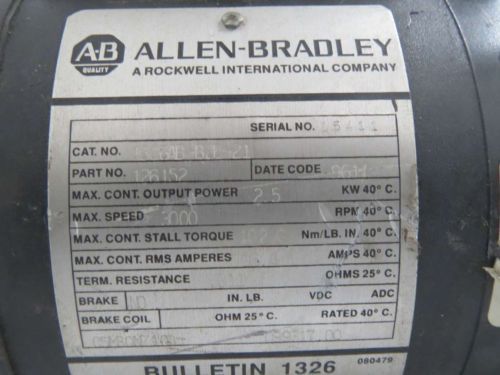 A-B ALLEN-BRADLEY
QUALITY A ROCKWELL INTERNATIONAL COMPANY
SERIAL NO.
CAT. NO.
PART NO. 126152 DATE CODE
MAX. CONT. OUTPUT POWER 2.5 KW 40° C.
MAX. SPEED 3000 RPM 40° C.
MAX. CONT. STALL TORQUE Nm/LB. IN. 40° C.
MAX. CONT. RMS AMPERES AMPS 40° C.
TERM. RESISTANCE OHMS 25° C.
BRAKE NO IN. LB. VDC ADC
BRAKE COIL OHM 25° C. RATED 40° C.
BULLETIN 1326 080479